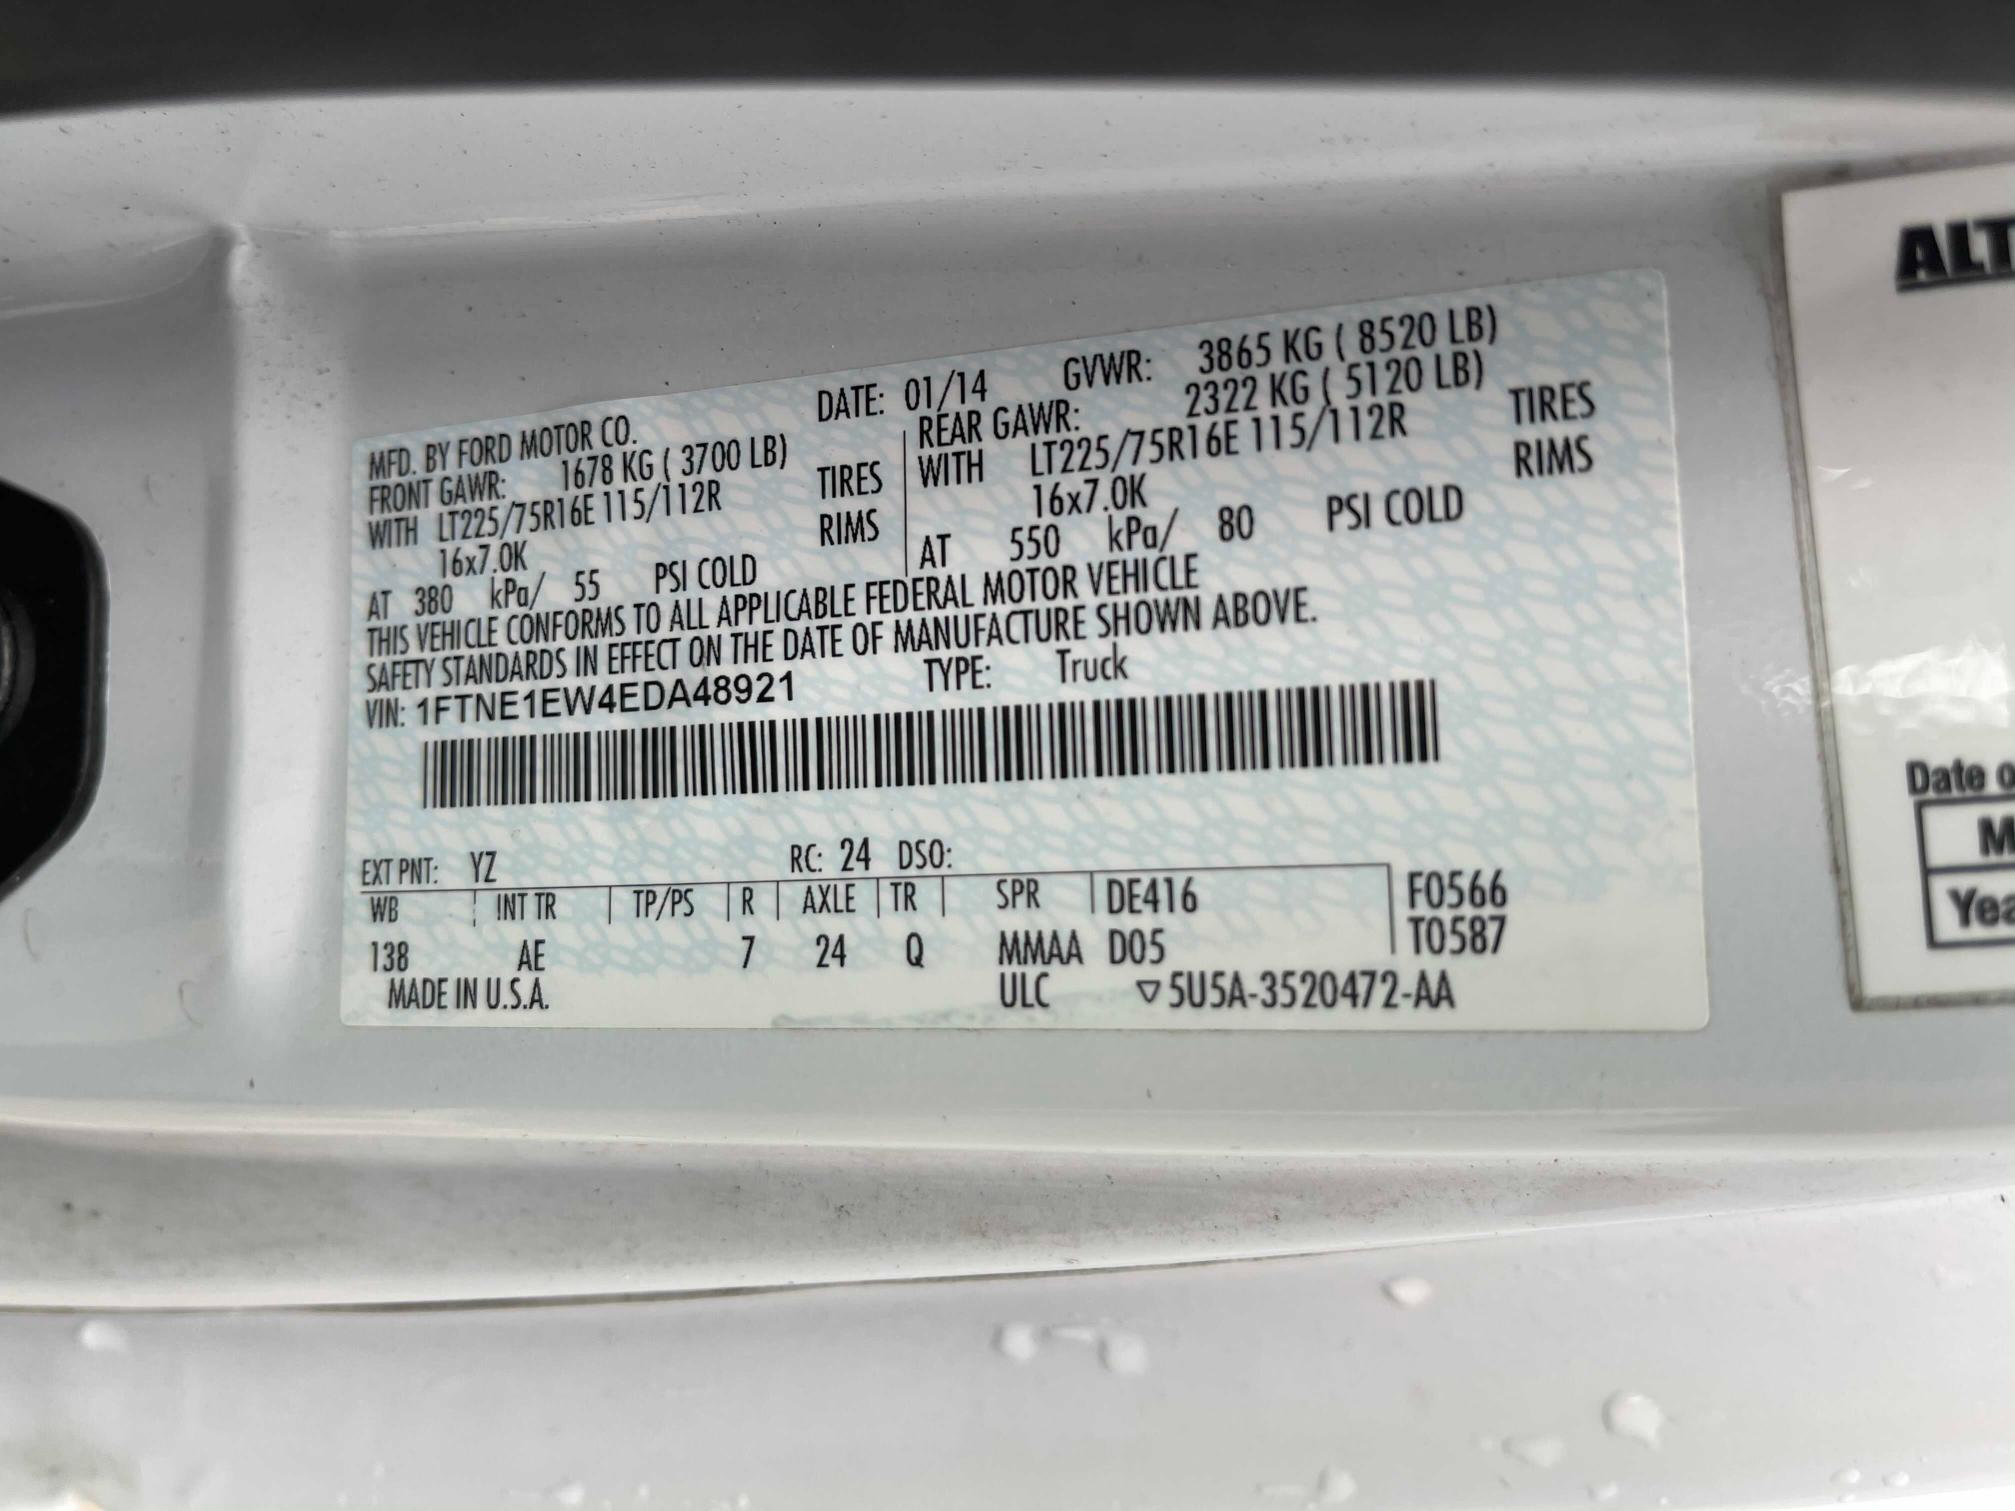 MFD. BY FORD MOTOR CO.
DATE: 01/14
GVWR: 3865 KG ( 8520 LB)
FRONT GAWR: 1678 KG ( 3700 LB)
REAR GAWR: 2322 KG ( 5120 LB)
WITH LT225/75R16E 115/112R TIRES
WITH LT225/75R16E 115/112R TIRES
16x7.0K RIMS
16x7.0K RIMS
AT 380 kPa/ 55 PSI COLD
AT 550 kPa/ 80 PSI COLD
THIS VEHICLE CONFORMS TO ALL APPLICABLE FEDERAL MOTOR VEHICLE
SAFETY STANDARDS IN EFFECT ON THE DATE OF MANUFACTURE SHOWN ABOVE.
VIN: 1FTNE1EW4EDA48921 TYPE: Truck
EXT PNT: YZ RC: 24 DSO:
WB INT TR TP/PS R AXLE TR SPR DE416 F0566
138 AE 7 24 Q MMAA D05 T0587
MADE IN U.S.A. ULC ▽5U5A-3520472-AA
ALT
Date o
M
Yea